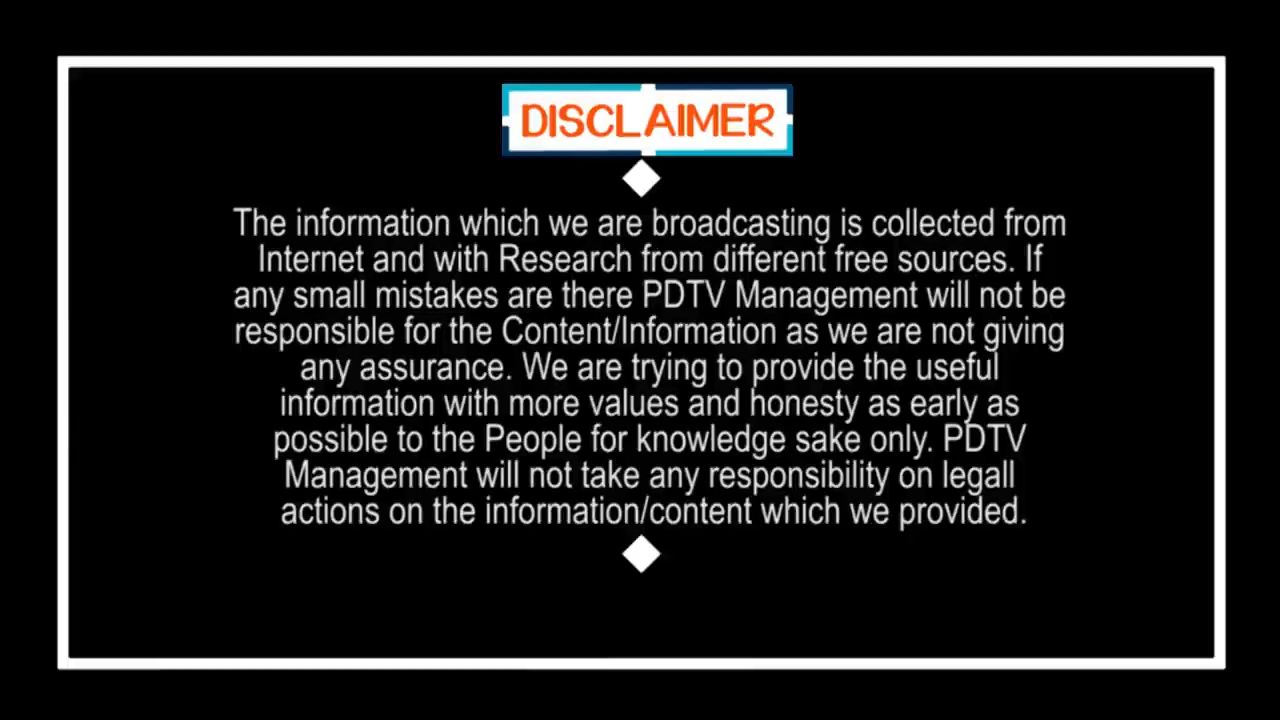 DISCLAIMER
The information which we are broadcasting is collected from
Internet and with Research from different free sources. If
any small mistakes are there PDTV Management will not be
responsible for the Content/Information as we are not giving
any assurance. We are trying to provide the useful
information with more values and honesty as early as
possible to the People for knowledge sake only. PDTV
Management will not take any responsibility on legall
actions on the information/content which we provided.